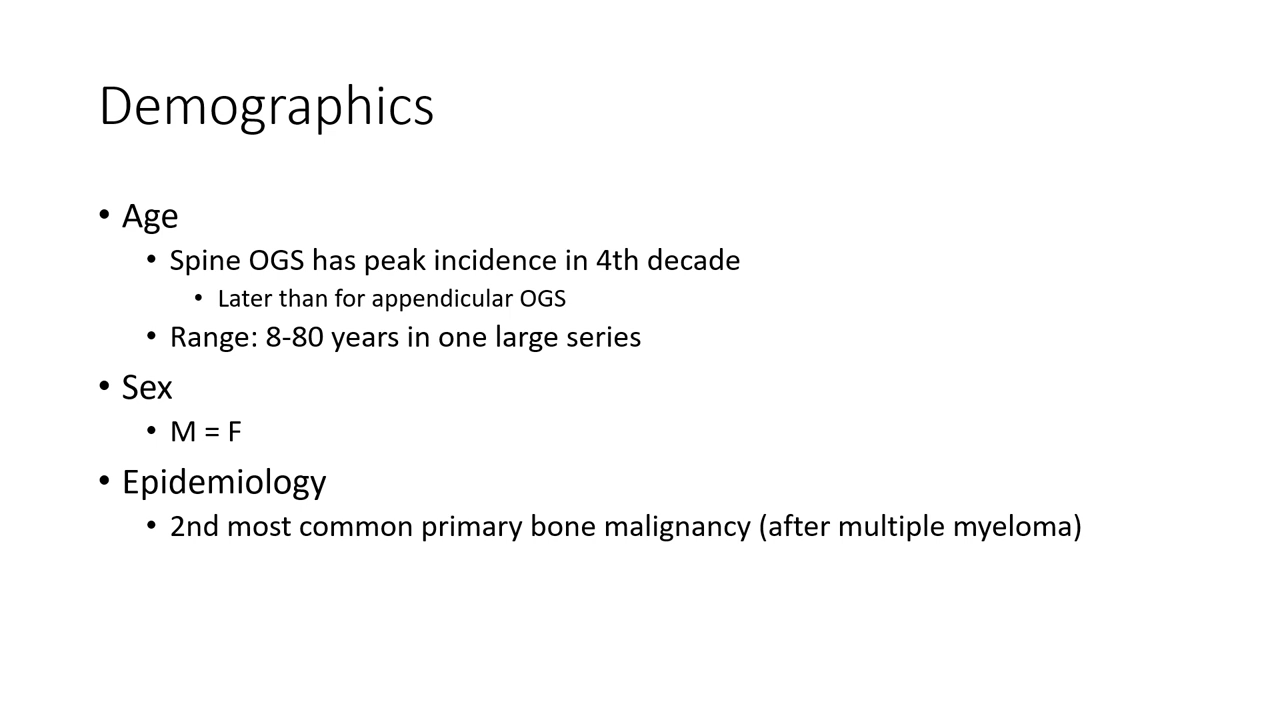 Demographics
• Age
• Spine OGS has peak incidence in 4th decade
• Later than for appendicular OGS
• Range: 8-80 years in one large series
• Sex
• M = F
• Epidemiology
• 2nd most common primary bone malignancy (after multiple myeloma)